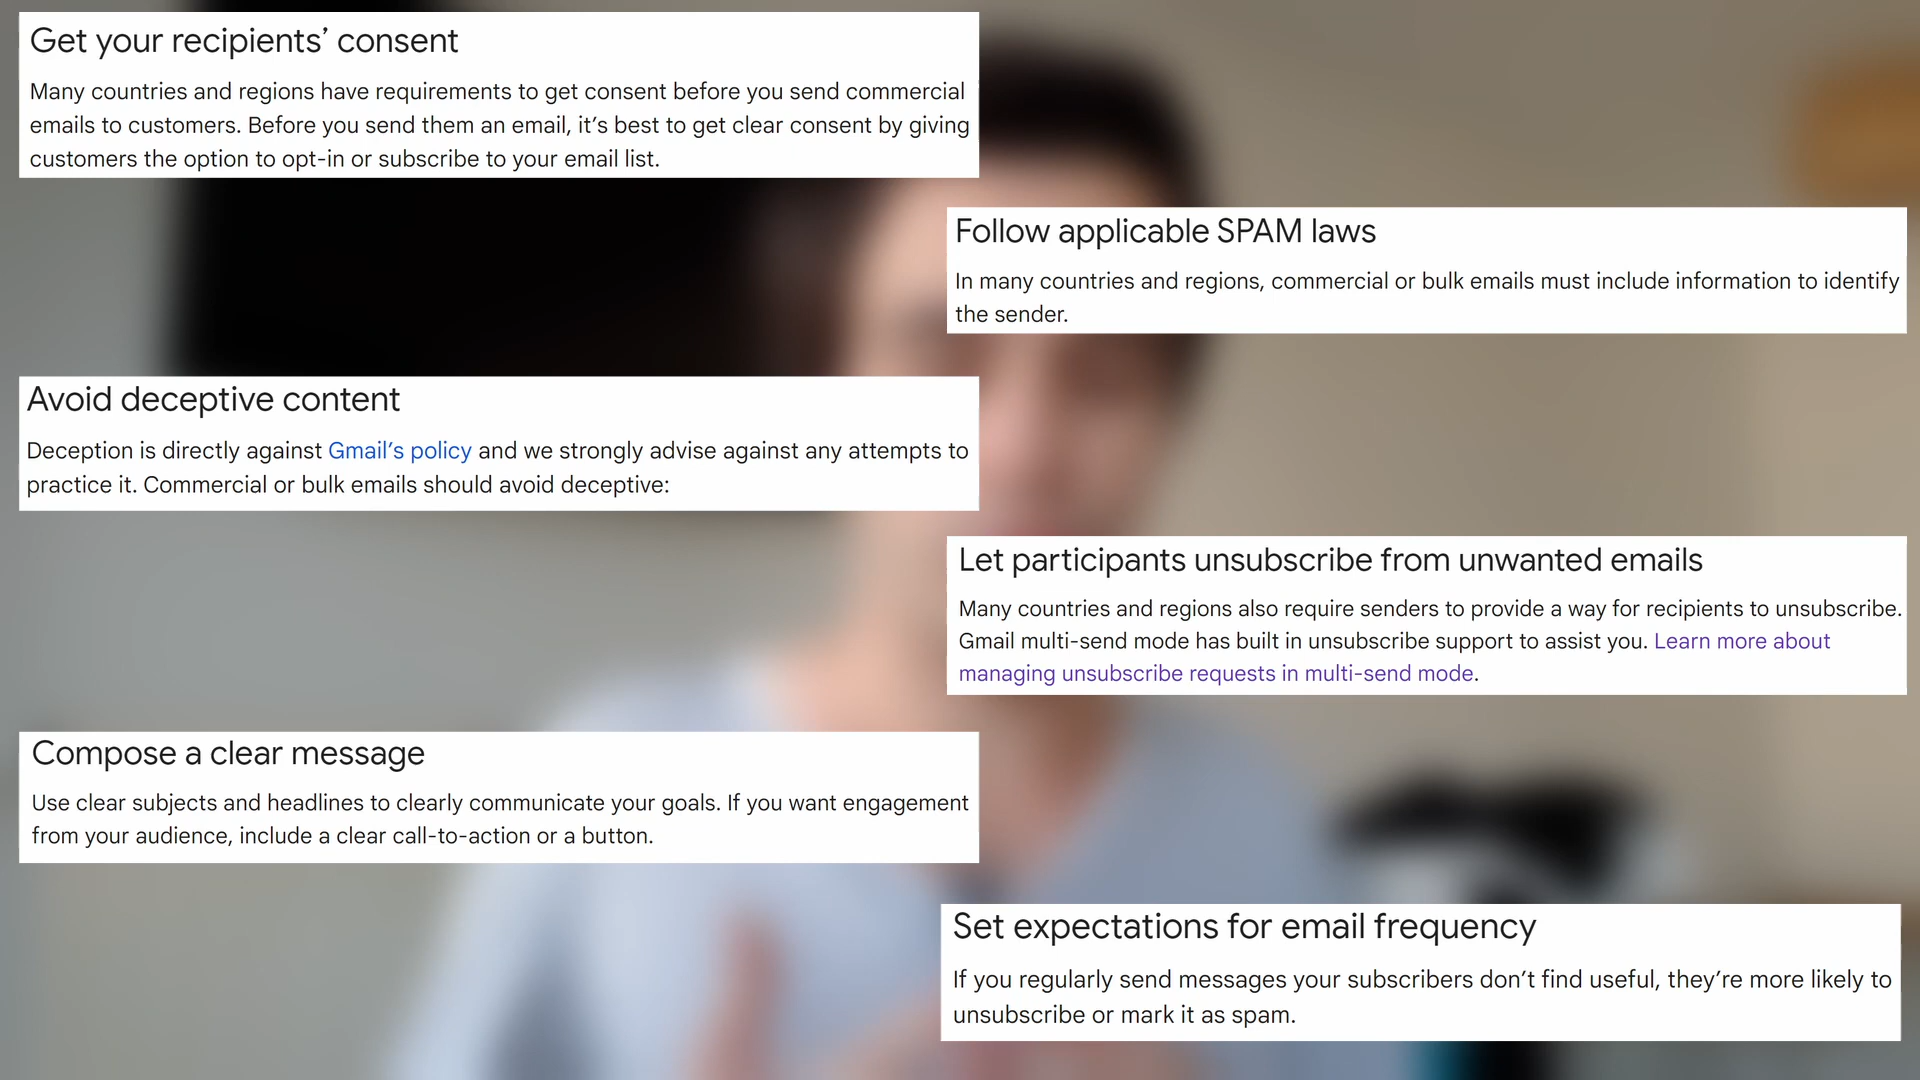 Get your recipients’ consent
Many countries and regions have requirements to get consent before you send commercial
emails to customers. Before you send them an email, it’s best to get clear consent by giving
customers the option to opt-in or subscribe to your email list.
Follow applicable SPAM laws
In many countries and regions, commercial or bulk emails must include information to identify
the sender.
Avoid deceptive content
Deception is directly against Gmail’s policy and we strongly advise against any attempts to
practice it. Commercial or bulk emails should avoid deceptive:
Let participants unsubscribe from unwanted emails
Many countries and regions also require senders to provide a way for recipients to unsubscribe.
Gmail multi-send mode has built in unsubscribe support to assist you. Learn more about
managing unsubscribe requests in multi-send mode.
Compose a clear message
Use clear subjects and headlines to clearly communicate your goals. If you want engagement
from your audience, include a clear call-to-action or a button.
Set expectations for email frequency
If you regularly send messages your subscribers don’t find useful, they’re more likely to
unsubscribe or mark it as spam.